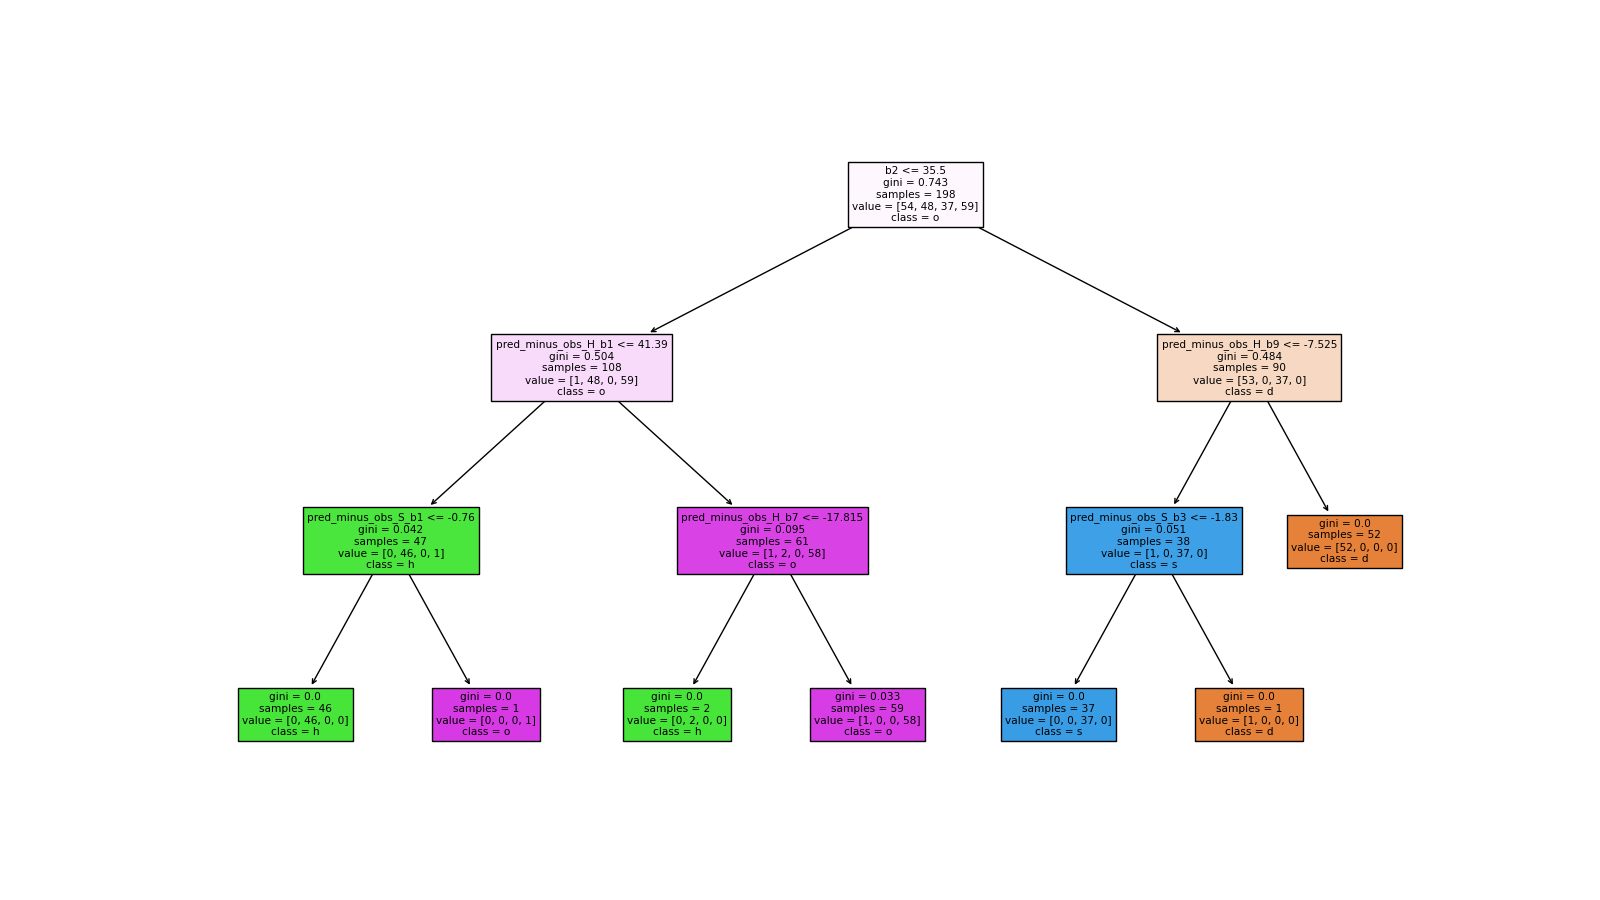 b2 <= 35.5
gini = 0.743
samples = 198
value = [54, 48, 37, 59]
class = o
pred_minus_obs_H_b1 <= 41.39
gini = 0.504
samples = 108
value = [1, 48, 0, 59]
class = o
pred_minus_obs_H_b9 <= -7.525
gini = 0.484
samples = 90
value = [53, 0, 37, 0]
class = d
pred_minus_obs_S_b1 <= -0.76
gini = 0.042
samples = 47
value = [0, 46, 0, 1]
class = h
pred_minus_obs_H_b7 <= -17.815
gini = 0.095
samples = 61
value = [1, 2, 0, 58]
class = o
pred_minus_obs_S_b3 <= -1.83
gini = 0.051
samples = 38
value = [1, 0, 37, 0]
class = s
gini = 0.0
samples = 52
value = [52, 0, 0, 0]
class = d
gini = 0.0
samples = 46
value = [0, 46, 0, 0]
class = h
gini = 0.0
samples = 1
value = [0, 0, 0, 1]
class = o
gini = 0.0
samples = 2
value = [0, 2, 0, 0]
class = h
gini = 0.033
samples = 59
value = [1, 0, 0, 58]
class = o
gini = 0.0
samples = 37
value = [0, 0, 37, 0]
class = s
gini = 0.0
samples = 1
value = [1, 0, 0, 0]
class = d